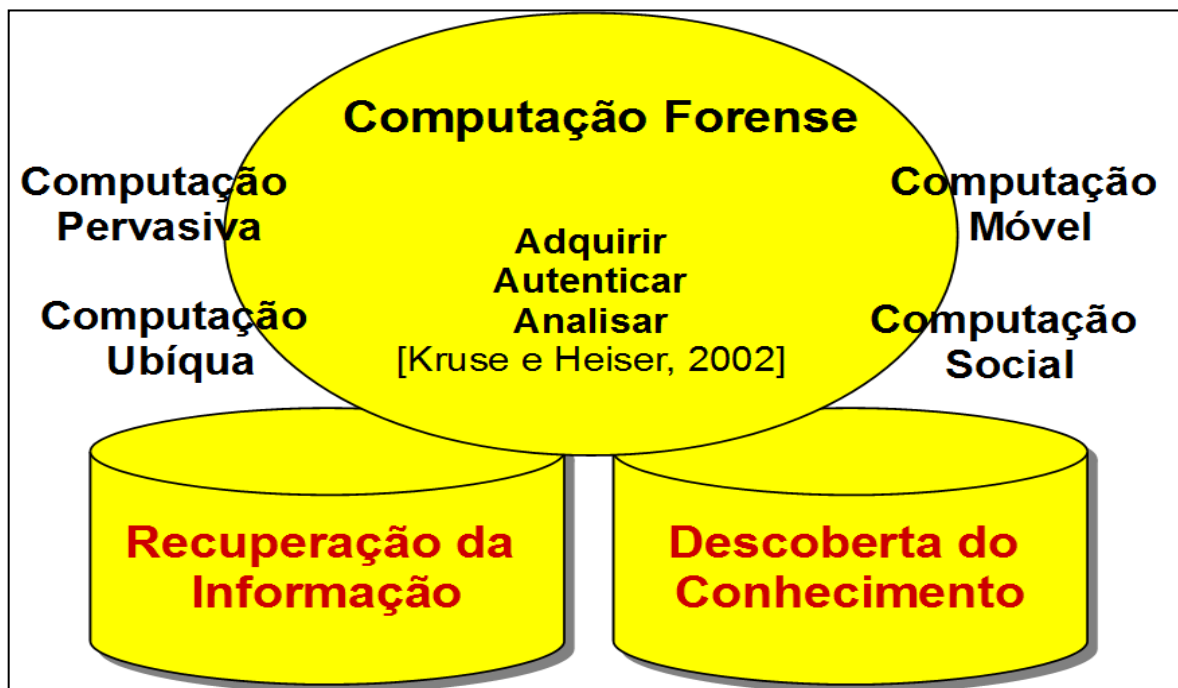 Computação Forense
Computação
Pervasiva
Computação
Móvel
Adquirir
Autenticar
Analisar
[Kruse e Heiser, 2002]
Computação
Ubíqua
Computação
Social
Recuperação da
Informação
Descoberta do
Conhecimento